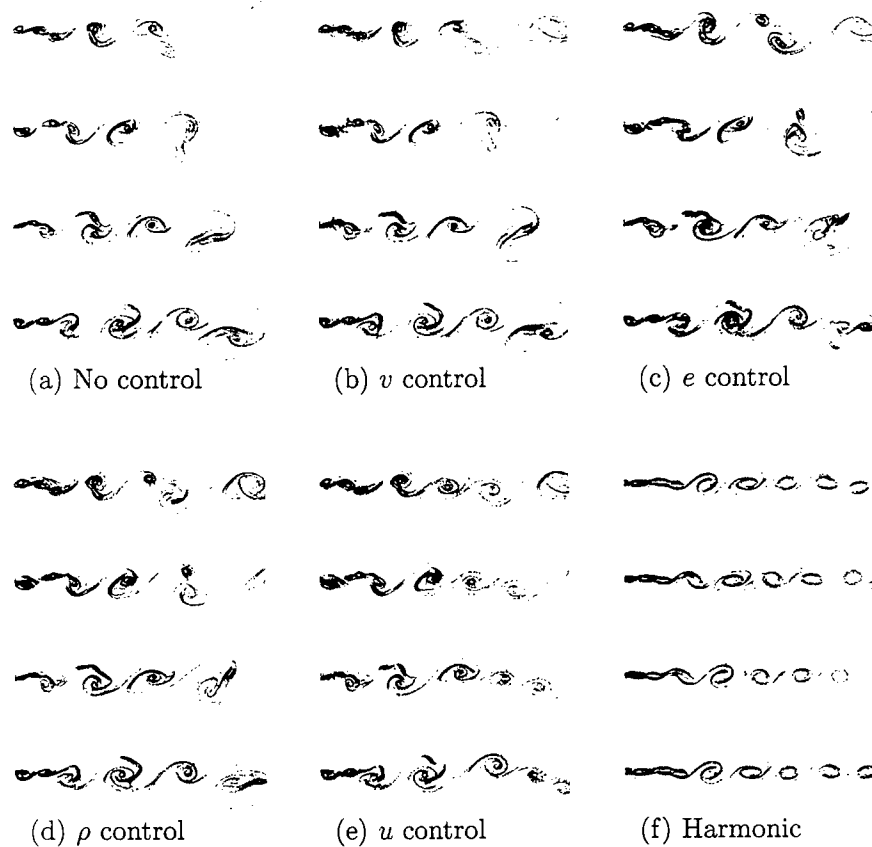 (a) No control
(b) v control
(c) e control
(d) ρ control
(e) u control
(f) Harmonic